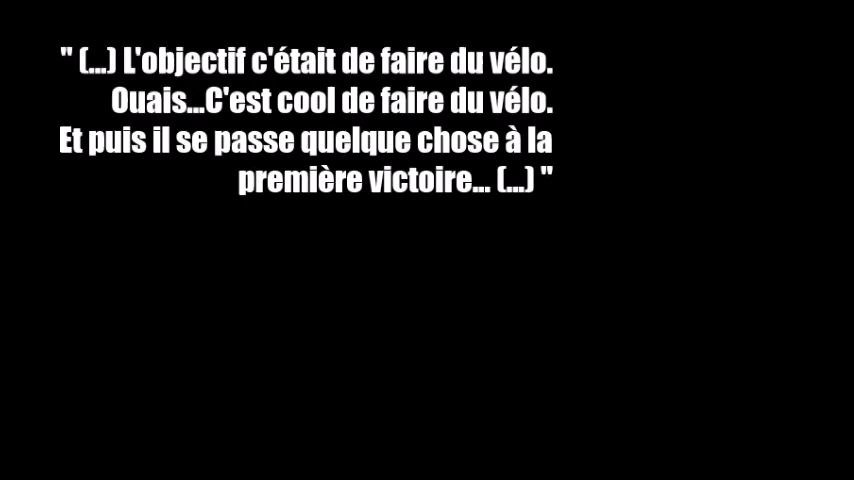 " (...) L'objectif c'était de faire du vélo.
Ouais...C'est cool de faire du vélo.
Et puis il se passe quelque chose à la
première victoire... (...) "